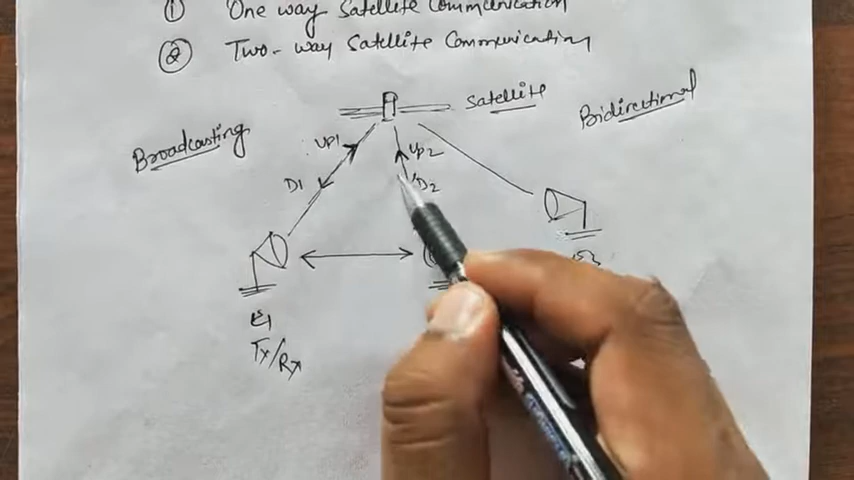 ① One way Satellite Communication
② Two-way Satellite Communication
Satellite
Bidirectional
Broadcasting
UP1
UP2
D1
D2
E1
Tx/Rx